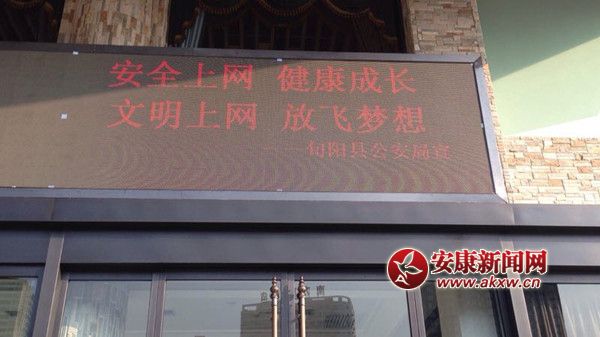 安全上网 健康成长
文明上网 放飞梦想
——旬阳县公安局宣
安康新闻网
www.akxw.cn